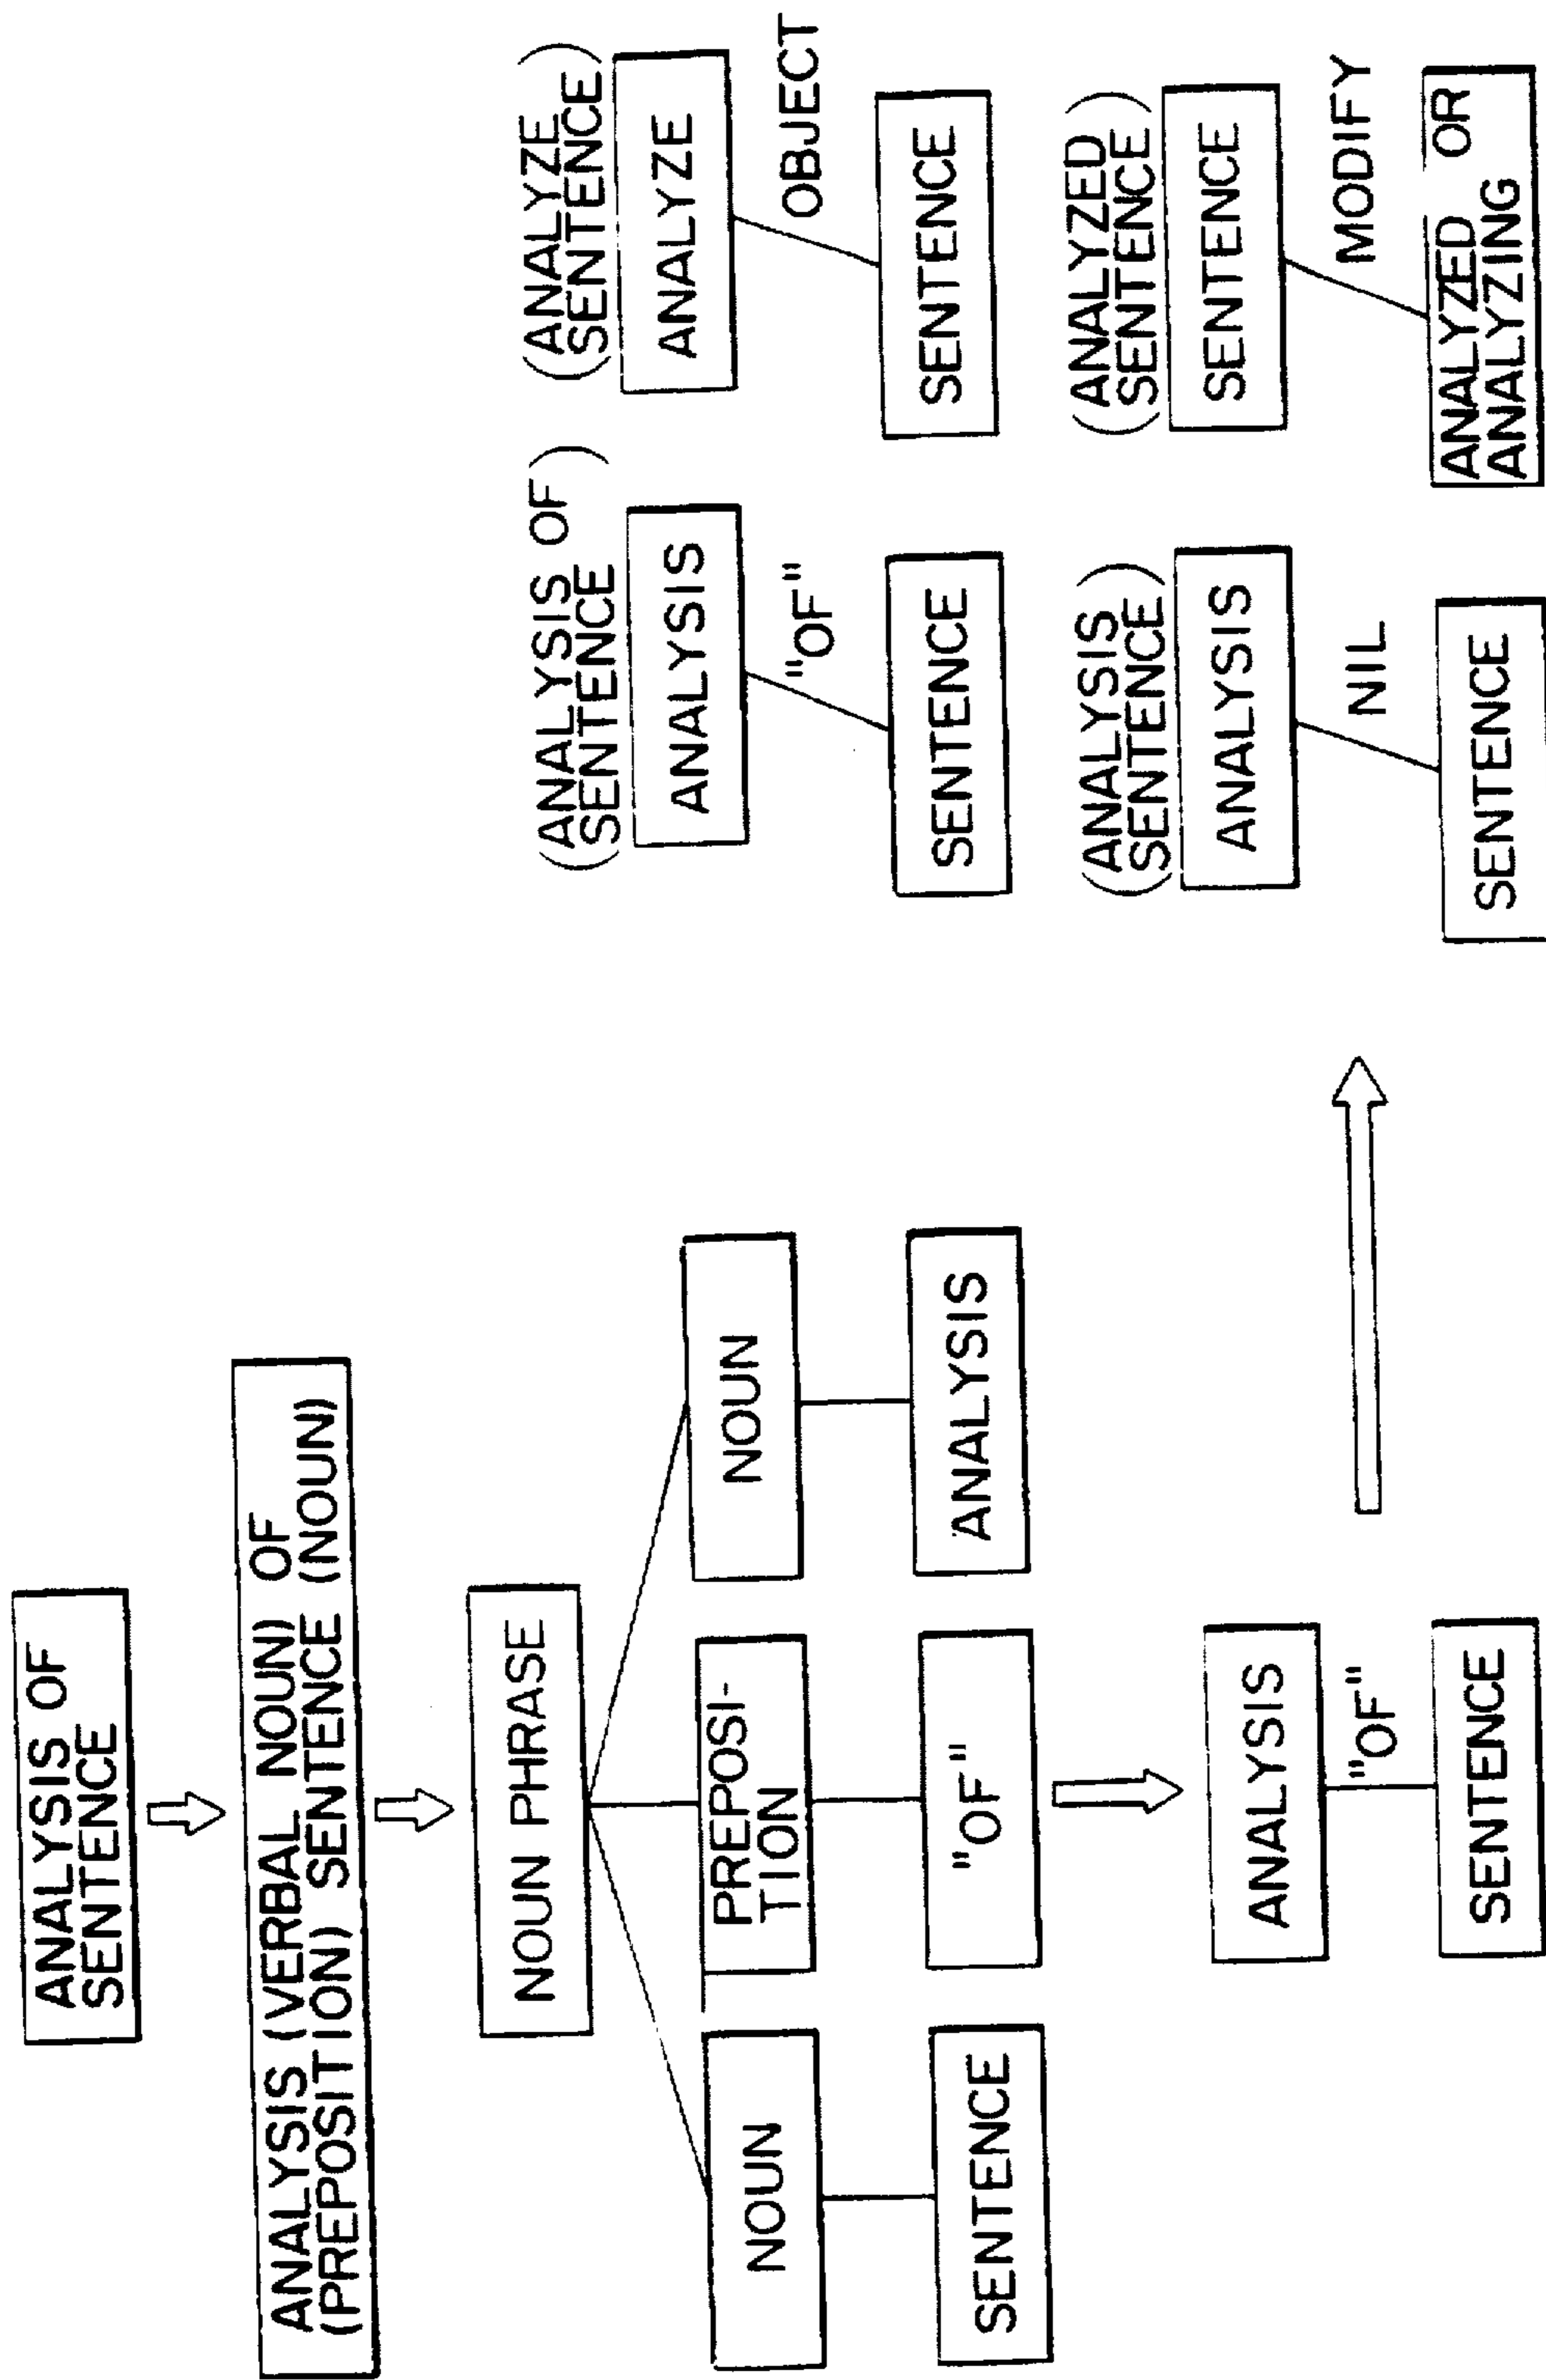 ANALYSIS OF
SENTENCE
ANALYSIS (VERBAL NOUN) OF
(PREPOSITION) SENTENCE (NOUN)
NOUN PHRASE
NOUN
PREPOSI-
TION
NOUN
SENTENCE
"OF"
ANALYSIS
ANALYSIS
"OF"
SENTENCE
(ANALYSIS OF
SENTENCE)
ANALYSIS
"OF"
SENTENCE
(ANALYZE
SENTENCE)
ANALYZE
OBJECT
SENTENCE
(ANALYSIS
SENTENCE)
ANALYSIS
NIL
SENTENCE
(ANALYZED
SENTENCE)
SENTENCE
MODIFY
ANALYZED OR
ANALYZING